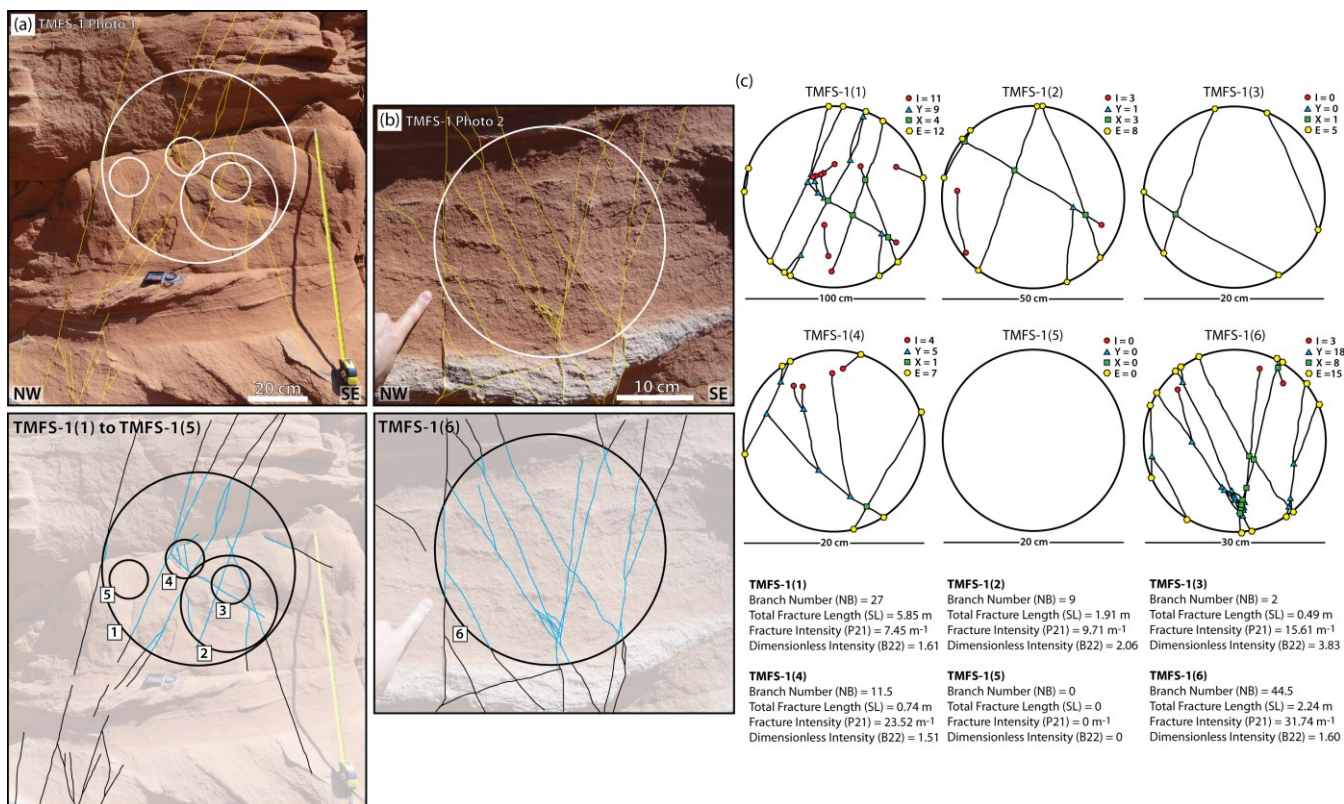 (a) TMFS-1 Photo 1
NW
20 cm
SE
(b) TMFS-1 Photo 2
NW
10 cm
SE
TMFS-1(1) to TMFS-1(5)
5
4
3
1
2
TMFS-1(6)
6
(c)
TMFS-1(1)
I = 11
Y = 9
X = 4
E = 12
100 cm
TMFS-1(2)
I = 3
Y = 1
X = 3
E = 8
50 cm
TMFS-1(3)
I = 0
Y = 0
X = 1
E = 5
20 cm
TMFS-1(4)
I = 4
Y = 5
X = 1
E = 7
20 cm
TMFS-1(5)
I = 0
Y = 0
X = 0
E = 0
20 cm
TMFS-1(6)
I = 3
Y = 18
X = 8
E = 15
30 cm
TMFS-1(1)
Branch Number (NB) = 27
Total Fracture Length (SL) = 5.85 m
Fracture Intensity (P21) = 7.45 m⁻¹
Dimensionless Intensity (B22) = 1.61
TMFS-1(2)
Branch Number (NB) = 9
Total Fracture Length (SL) = 1.91 m
Fracture Intensity (P21) = 9.71 m⁻¹
Dimensionless Intensity (B22) = 2.06
TMFS-1(3)
Branch Number (NB) = 2
Total Fracture Length (SL) = 0.49 m
Fracture Intensity (P21) = 15.61 m⁻¹
Dimensionless Intensity (B22) = 3.83
TMFS-1(4)
Branch Number (NB) = 11.5
Total Fracture Length (SL) = 0.74 m
Fracture Intensity (P21) = 23.52 m⁻¹
Dimensionless Intensity (B22) = 1.51
TMFS-1(5)
Branch Number (NB) = 0
Total Fracture Length (SL) = 0
Fracture Intensity (P21) = 0 m⁻¹
Dimensionless Intensity (B22) = 0
TMFS-1(6)
Branch Number (NB) = 44.5
Total Fracture Length (SL) = 2.24 m
Fracture Intensity (P21) = 31.74 m⁻¹
Dimensionless Intensity (B22) = 1.60